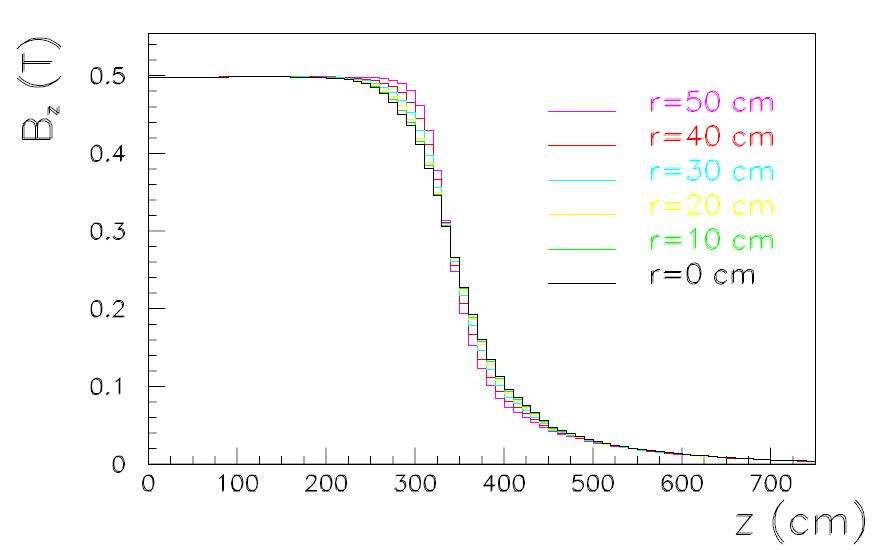 B_z (T)
0.5
0.4
0.3
0.2
0.1
0
r=50 cm
r=40 cm
r=30 cm
r=20 cm
r=10 cm
r=0 cm
0 100 200 300 400 500 600 700
z (cm)